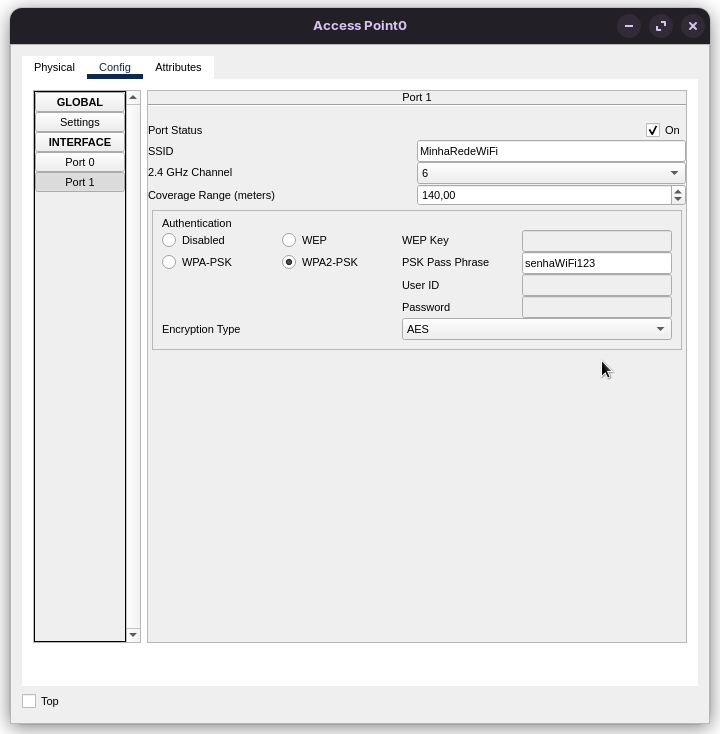 Access Point0
Physical Config Attributes
GLOBAL
Settings
INTERFACE
Port 0
Port 1
Port 1
Port Status On
SSID MinhaRedeWiFi
2.4 GHz Channel 6
Coverage Range (meters) 140,00
Authentication
Disabled WEP WEP Key
WPA-PSK WPA2-PSK PSK Pass Phrase senhaWiFi123
User ID
Password
Encryption Type AES
Top